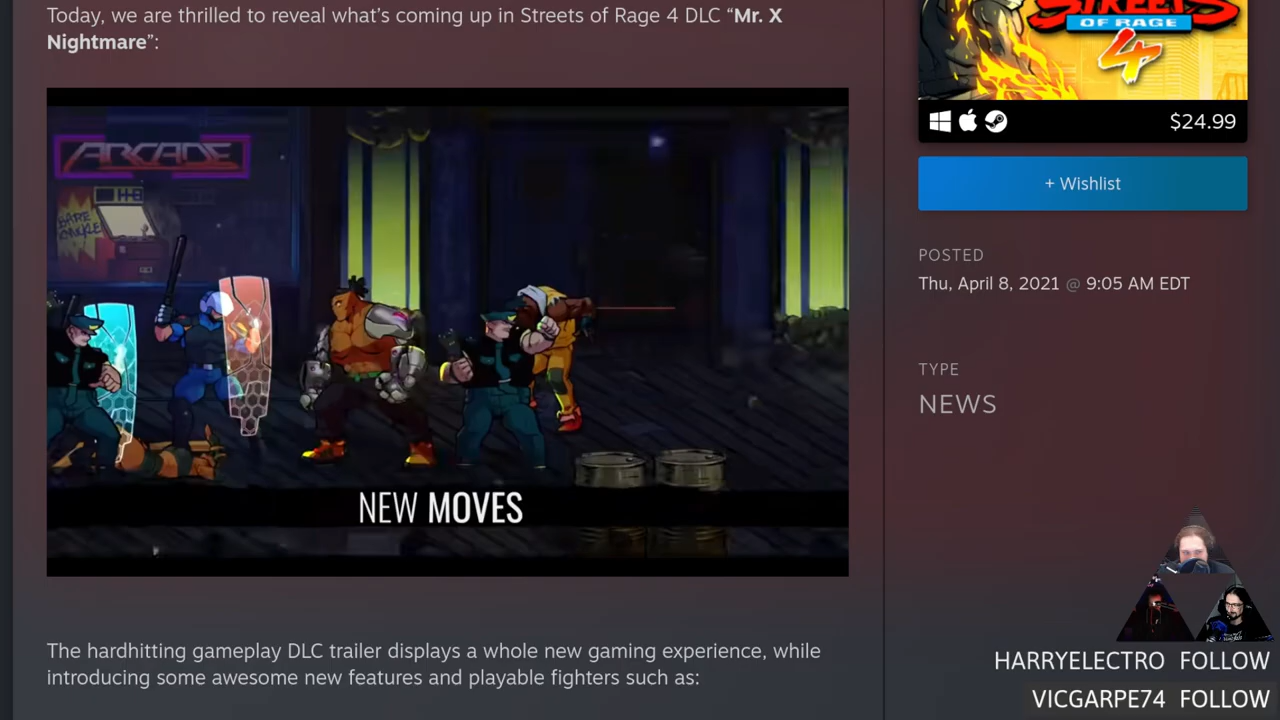 Today, we are thrilled to reveal what’s coming up in Streets of Rage 4 DLC “Mr. X
Nightmare”:
ARCADE
BARE
KNUCKLE
NEW MOVES
The hardhitting gameplay DLC trailer displays a whole new gaming experience, while
introducing some awesome new features and playable fighters such as:
STREETS
OF RAGE
4
$24.99
+ Wishlist
POSTED
Thu, April 8, 2021 @ 9:05 AM EDT
TYPE
NEWS
HARRYELECTRO FOLLOW
VICGARPE74 FOLLOW